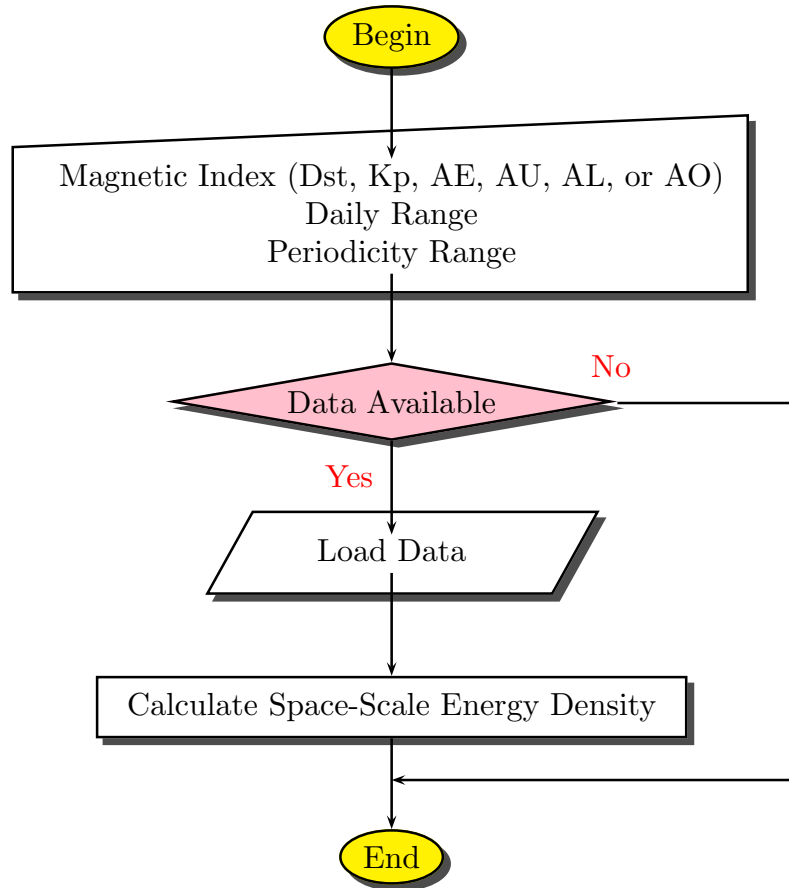 Begin
Magnetic Index (Dst, Kp, AE, AU, AL, or AO)
Daily Range
Periodicity Range
No
Data Available
Yes
Load Data
Calculate Space-Scale Energy Density
End